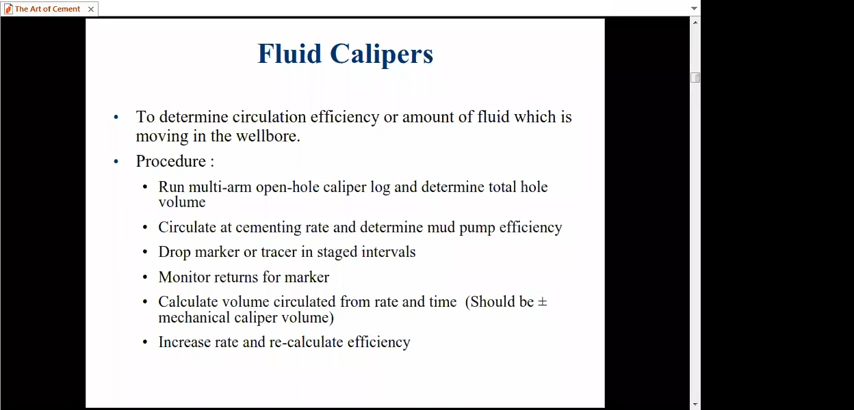 The Art of Cement
Fluid Calipers
• To determine circulation efficiency or amount of fluid which is
moving in the wellbore.
• Procedure :
• Run multi-arm open-hole caliper log and determine total hole
volume
• Circulate at cementing rate and determine mud pump efficiency
• Drop marker or tracer in staged intervals
• Monitor returns for marker
• Calculate volume circulated from rate and time (Should be ±
mechanical caliper volume)
• Increase rate and re-calculate efficiency